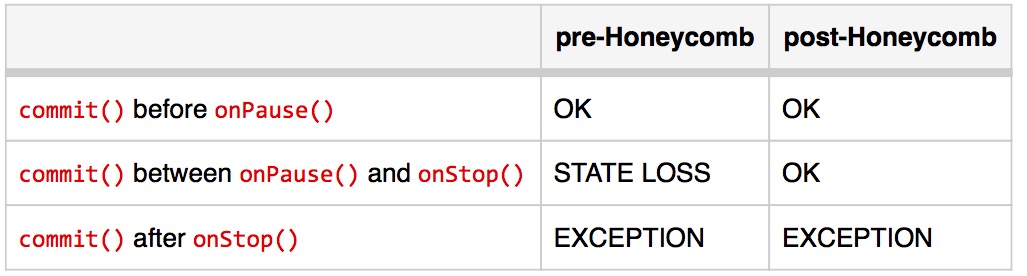 pre-Honeycomb post-Honeycomb
commit() before onPause() OK OK
commit() between onPause() and onStop() STATE LOSS OK
commit() after onStop() EXCEPTION EXCEPTION